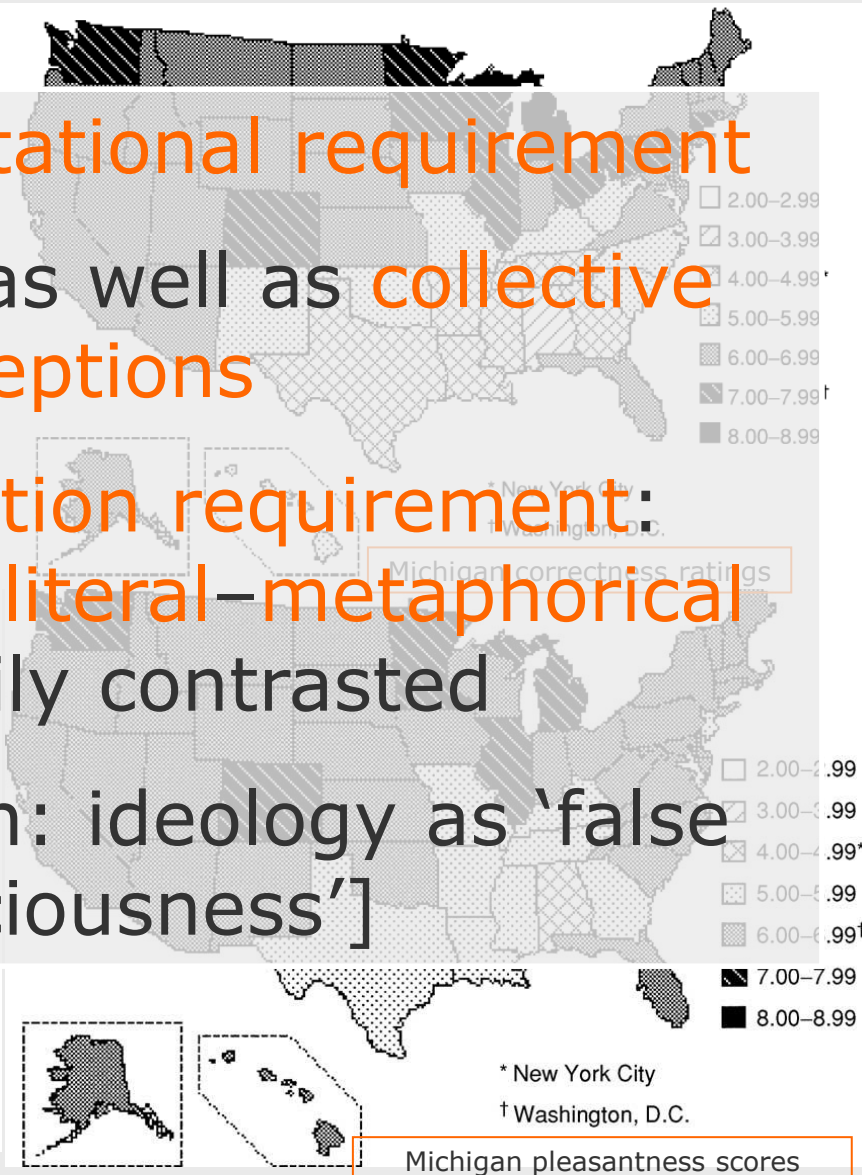 tational requirement
as well as collective
eptions
tion requirement:
literal–metaphorical
ily contrasted
n: ideology as ‘false
iousness’]
2.00–2.99
3.00–3.99
4.00–4.99*
5.00–5.99
6.00–6.99
7.00–7.99†
8.00–8.99
* New York City
† Washington, D.C.
Michigan correctness ratings
2.00–2.99
3.00–3.99
4.00–4.99*
5.00–5.99
6.00–6.99†
7.00–7.99
8.00–8.99
* New York City
† Washington, D.C.
Michigan pleasantness scores